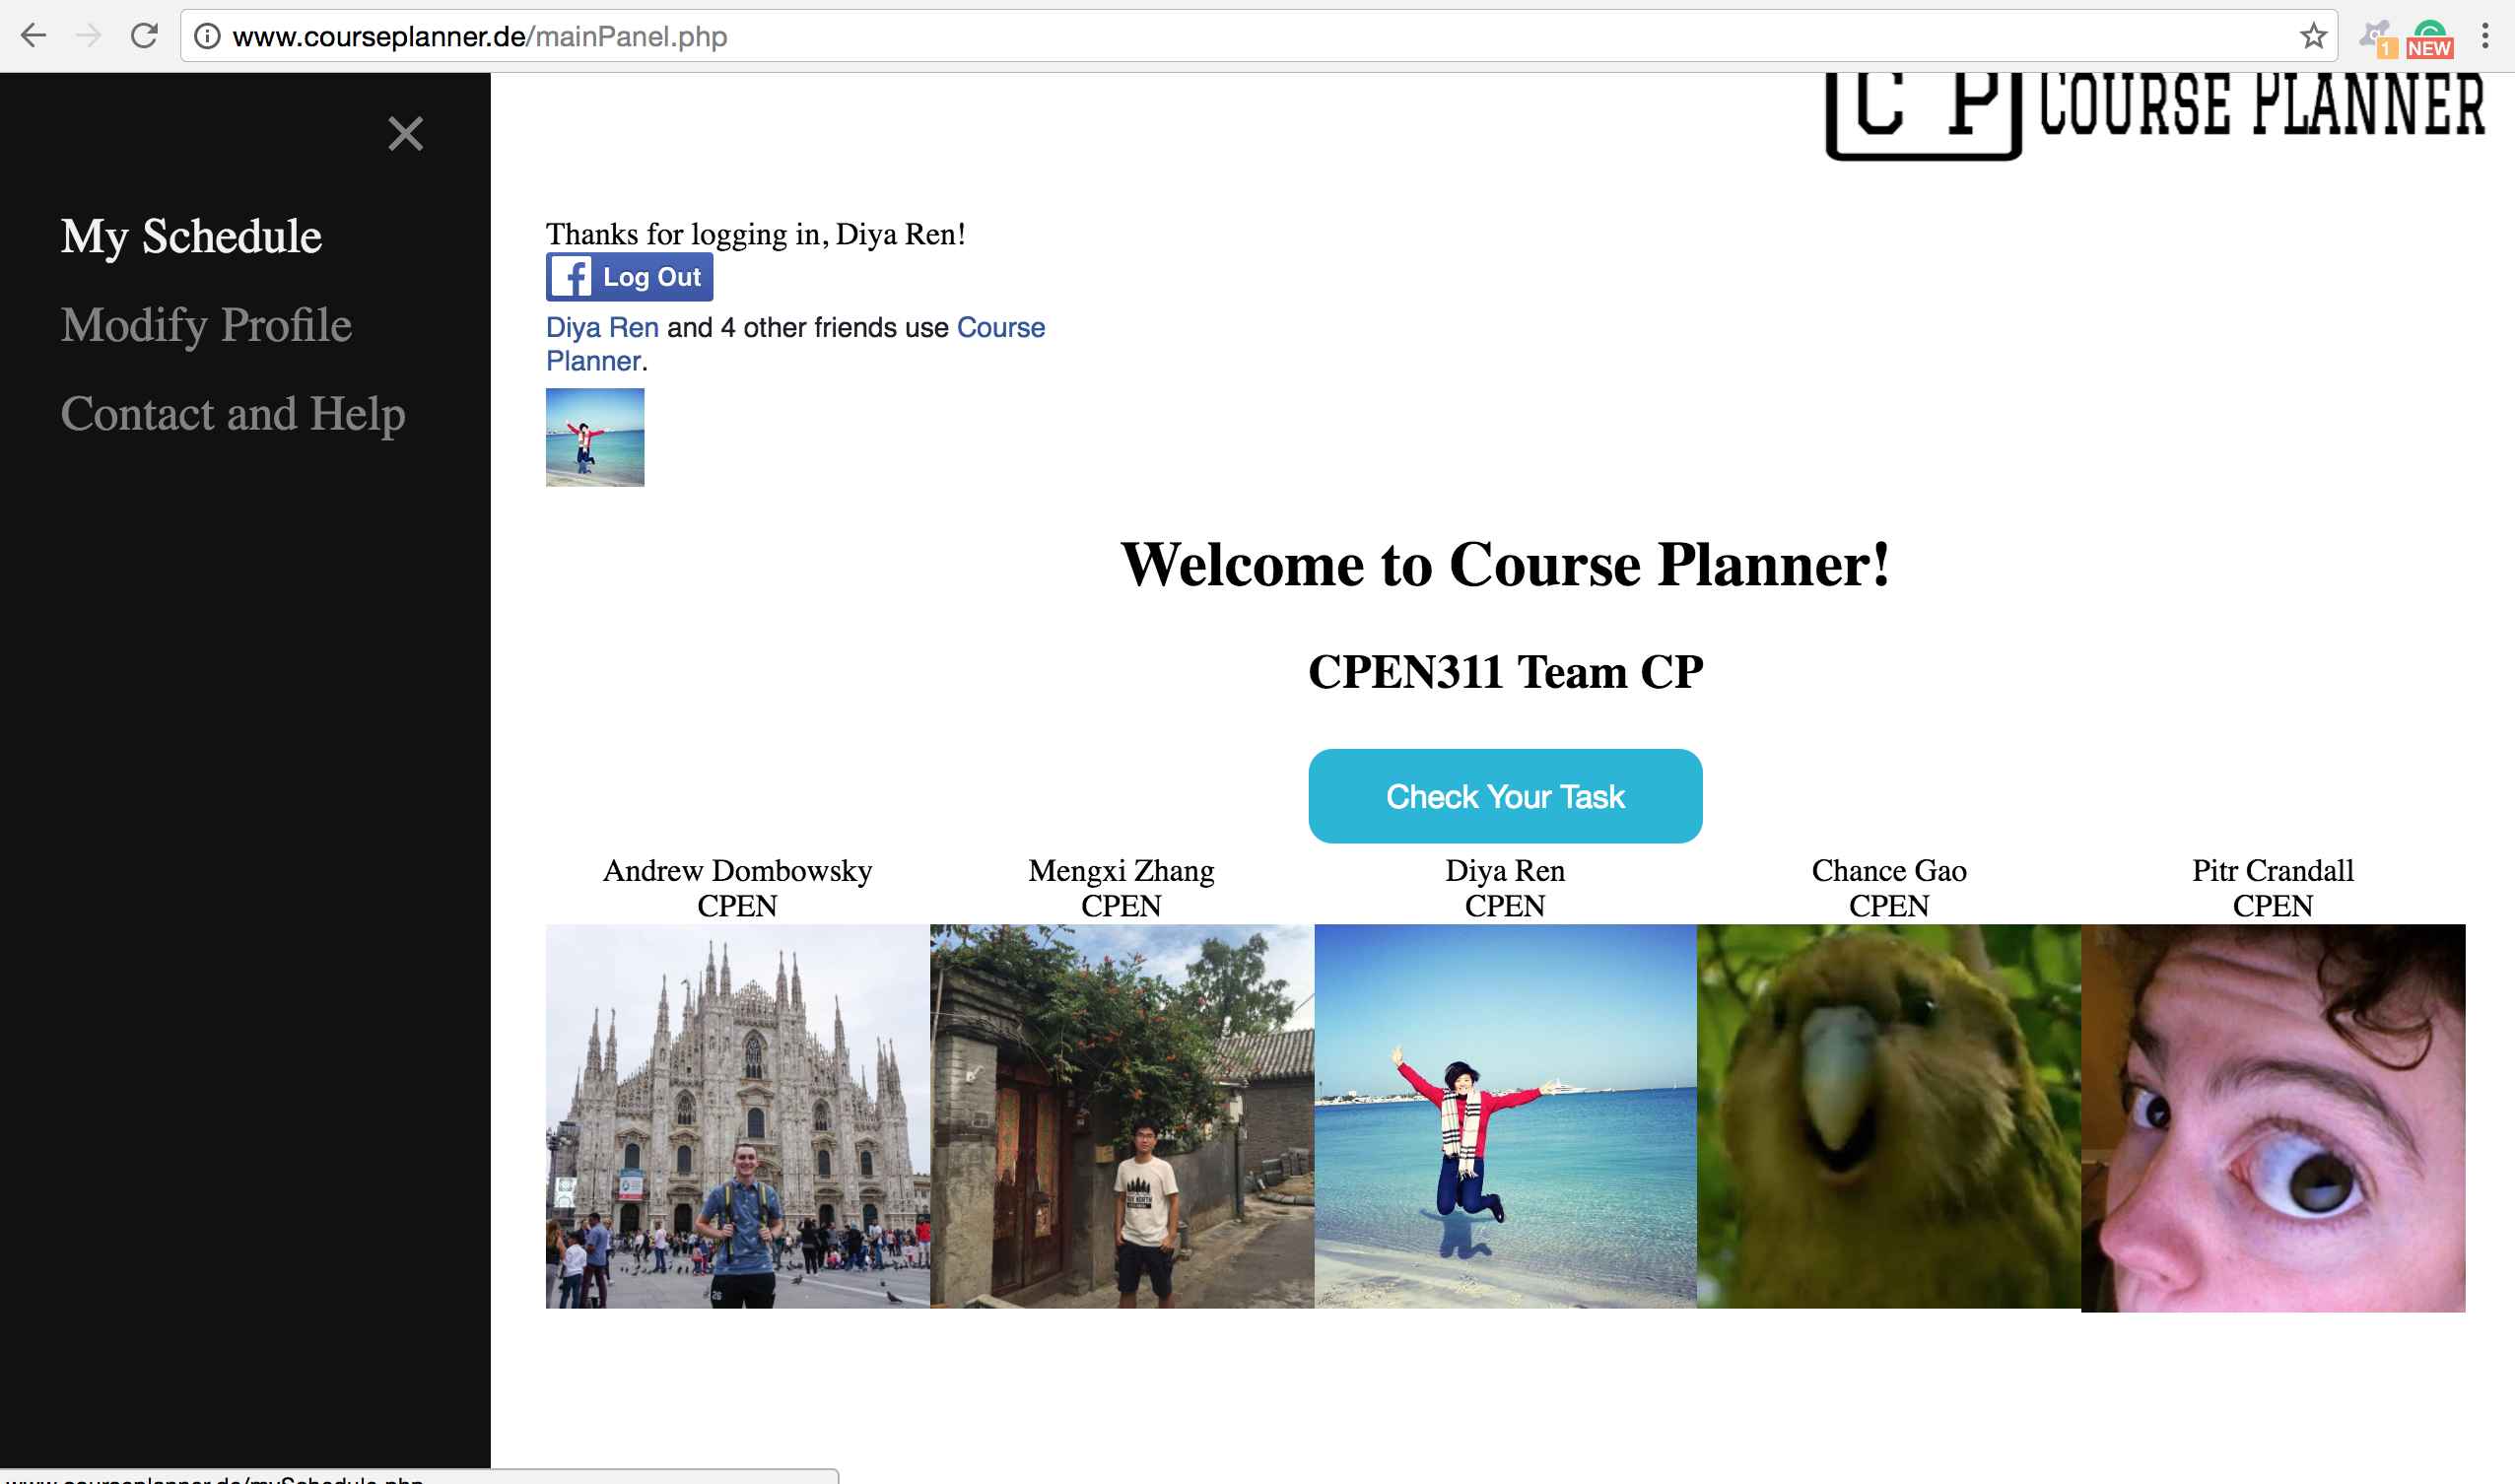 www.courseplanner.de/mainPanel.php
1
NEW
C P COURSE PLANNER
My Schedule
Modify Profile
Contact and Help
Thanks for logging in, Diya Ren!
f Log Out
Diya Ren and 4 other friends use Course
Planner.
Welcome to Course Planner!
CPEN311 Team CP
Check Your Task
Andrew Dombowsky
CPEN
Mengxi Zhang
CPEN
Diya Ren
CPEN
Chance Gao
CPEN
Pitr Crandall
CPEN
26
www.courseplanner.de/mySchedule.php